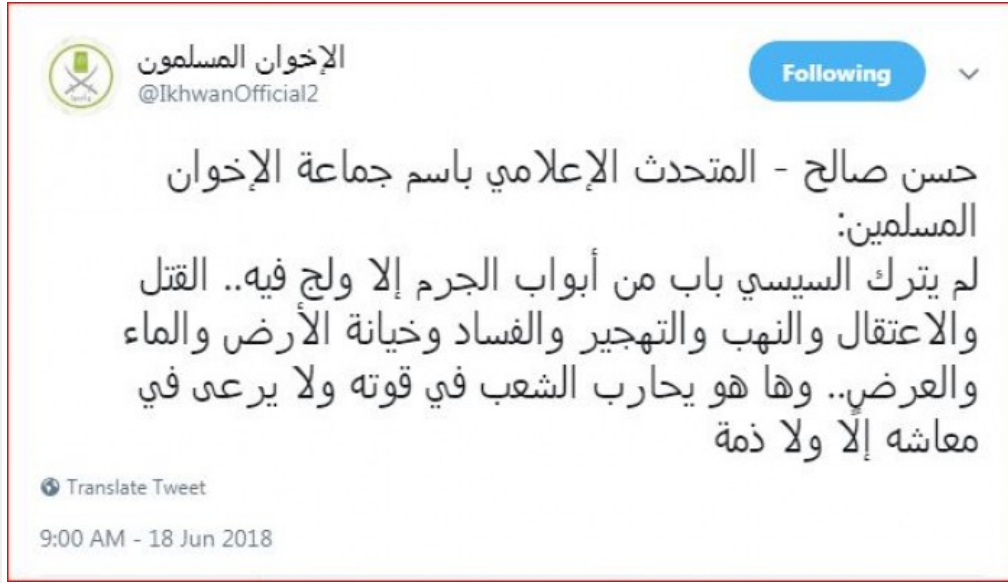 الإخوان المسلمون
@IkhwanOfficial2
Following
حسن صالح - المتحدث الإعلامي باسم جماعة الإخوان
المسلمين:
لم يترك السيسي باب من أبواب الجرم إلا ولج فيه.. القتل
والاعتقال والنهب والتهجير والفساد وخيانة الأرض والماء
والعرض.. وها هو يحارب الشعب في قوته ولا يرعى في
معاشه إلًا ولا ذمة
Translate Tweet
9:00 AM - 18 Jun 2018